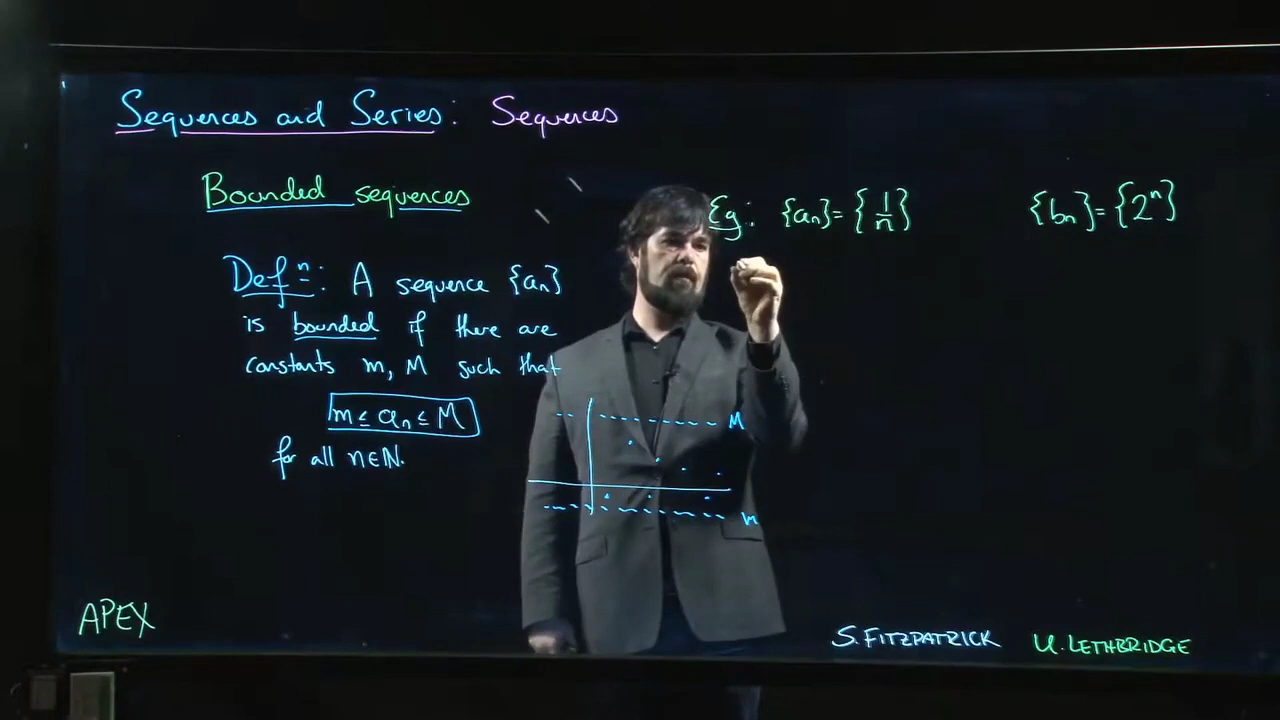 Sequences and Series: Sequences
Bounded sequences
Defⁿ: A sequence {aₙ}
is bounded if there are
constants m, M such that
m ≤ aₙ ≤ M
for all n∈ℕ.
M
m
Eg: {aₙ} = {1/n}
{bₙ} = {2ⁿ}
APEX
S. FITZPATRICK
U. LETHBRIDGE